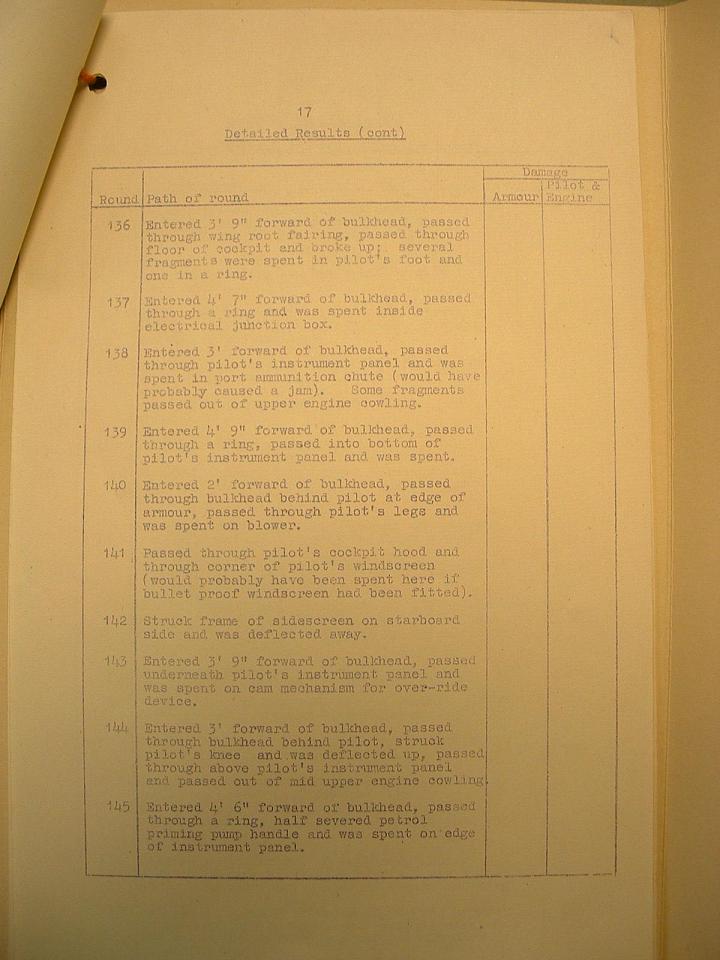 17
Detailed Results (cont)
Damage
Round Path of round Armour Pilot & Engine
136 Entered 3' 9" forward of bulkhead, passed
through wing root fairing, passed through
floor of cockpit and broke up; several
fragments were spent in pilot's foot and
one in a ring.
137 Entered 4' 7" forward of bulkhead, passed
through a ring and was spent inside
electrical junction box.
138 Entered 3' forward of bulkhead, passed
through pilot's instrument panel and was
spent in port ammunition chute (would have
probably caused a jam). Some fragments
passed out of upper engine cowling.
139 Entered 4' 9" forward of bulkhead, passed
through a ring, passed into bottom of
pilot's instrument panel and was spent.
140 Entered 2' forward of bulkhead, passed
through bulkhead behind pilot at edge of
armour, passed through pilot's legs and
was spent on blower.
141 Passed through pilot's cockpit hood and
through corner of pilot's windscreen
(would probably have been spent here if
bullet proof windscreen had been fitted).
142 Struck frame of sidescreen on starboard
side and was deflected away.
143 Entered 3' 9" forward of bulkhead, passed
underneath pilot's instrument panel and
was spent on cam mechanism for over-ride
device.
144 Entered 3' forward of bulkhead, passed
through bulkhead behind pilot, struck
pilot's knee and was deflected up, passed
through above pilot's instrument panel
and passed out of mid upper engine cowling.
145 Entered 4' 6" forward of bulkhead, passed
through a ring, half severed petrol
priming pump handle and was spent on edge
of instrument panel.